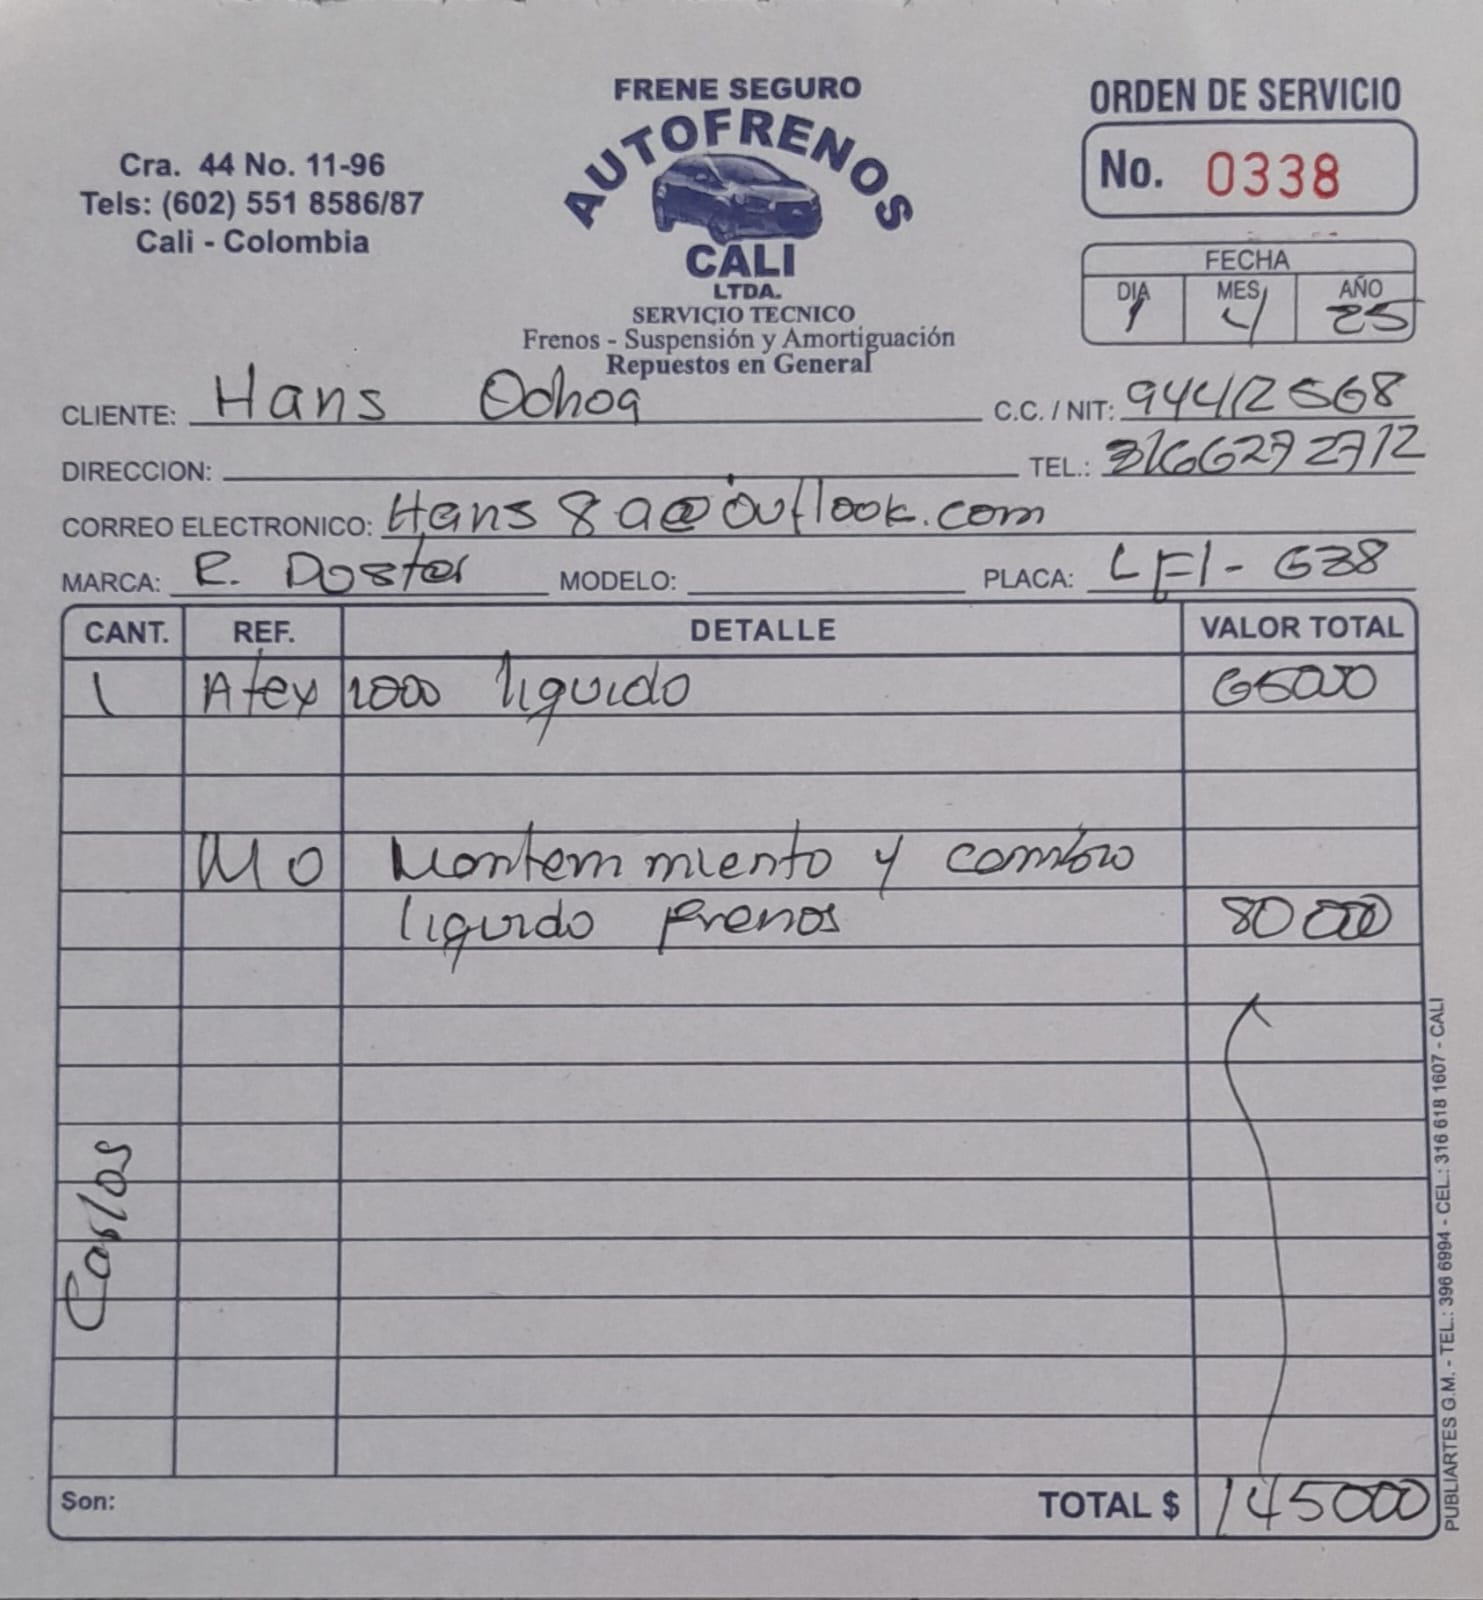 FRENE SEGURO
AUTOFRENOS
CALI
LTDA.
SERVICIO TECNICO
Frenos - Suspensión y Amortiguación
Repuestos en General
Cra. 44 No. 11-96
Tels: (602) 551 8586/87
Cali - Colombia
ORDEN DE SERVICIO
No. 0338
FECHA
DIA MES AÑO
1 4 25
CLIENTE: Hans Ochoa C.C. / NIT: 94412568
DIRECCION: TEL.: 3166272712
CORREO ELECTRONICO: Hans8a@outlook.com
MARCA: R. Doster MODELO: PLACA: LFI-638
CANT. REF. DETALLE VALOR TOTAL
1 Atex 1000 liquido 65000
MO Mantenimiento y cambio
liquido frenos 80000
Carlos
Son: TOTAL $ 145000
PUBLIARTES G.M. - TEL.: 396 6994 - CEL.: 316 618 1607 - CALI